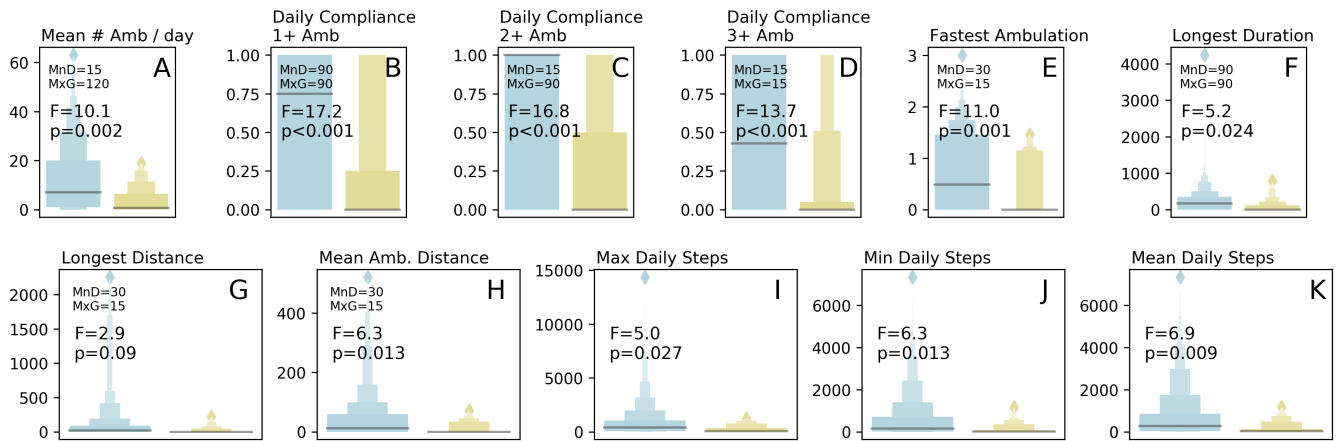 Mean # Amb / day
A
MnD=15
MxG=120
F=10.1
p=0.002
60
40
20
0
Daily Compliance
1+ Amb
B
MnD=90
MxG=90
F=17.2
p<0.001
1.00
0.75
0.50
0.25
0.00
Daily Compliance
2+ Amb
C
MnD=15
MxG=90
F=16.8
p<0.001
1.00
0.75
0.50
0.25
0.00
Daily Compliance
3+ Amb
D
MnD=15
MxG=15
F=13.7
p<0.001
1.00
0.75
0.50
0.25
0.00
Fastest Ambulation
E
MnD=30
MxG=15
F=11.0
p=0.001
3
2
1
0
Longest Duration
F
MnD=90
MxG=90
F=5.2
p=0.024
4000
3000
2000
1000
0
Longest Distance
G
MnD=30
MxG=15
F=2.9
p=0.09
2000
1500
1000
500
0
Mean Amb. Distance
H
MnD=30
MxG=15
F=6.3
p=0.013
400
200
0
Max Daily Steps
I
F=5.0
p=0.027
15000
10000
5000
0
Min Daily Steps
J
F=6.3
p=0.013
6000
4000
2000
0
Mean Daily Steps
K
F=6.9
p=0.009
6000
4000
2000
0